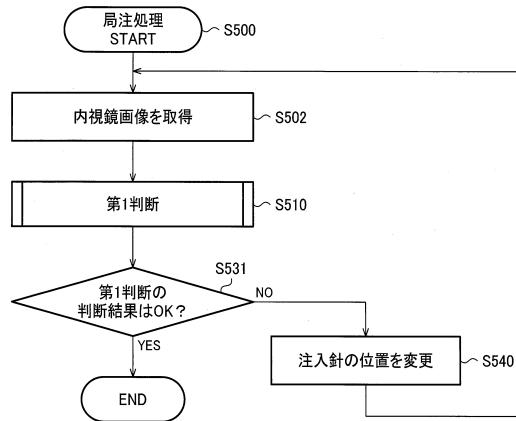 局注処理
START
S500
内視鏡画像を取得
S502
第1判断
S510
S531
第1判断の
判断結果はOK？
NO
YES
注入針の位置を変更
S540
END